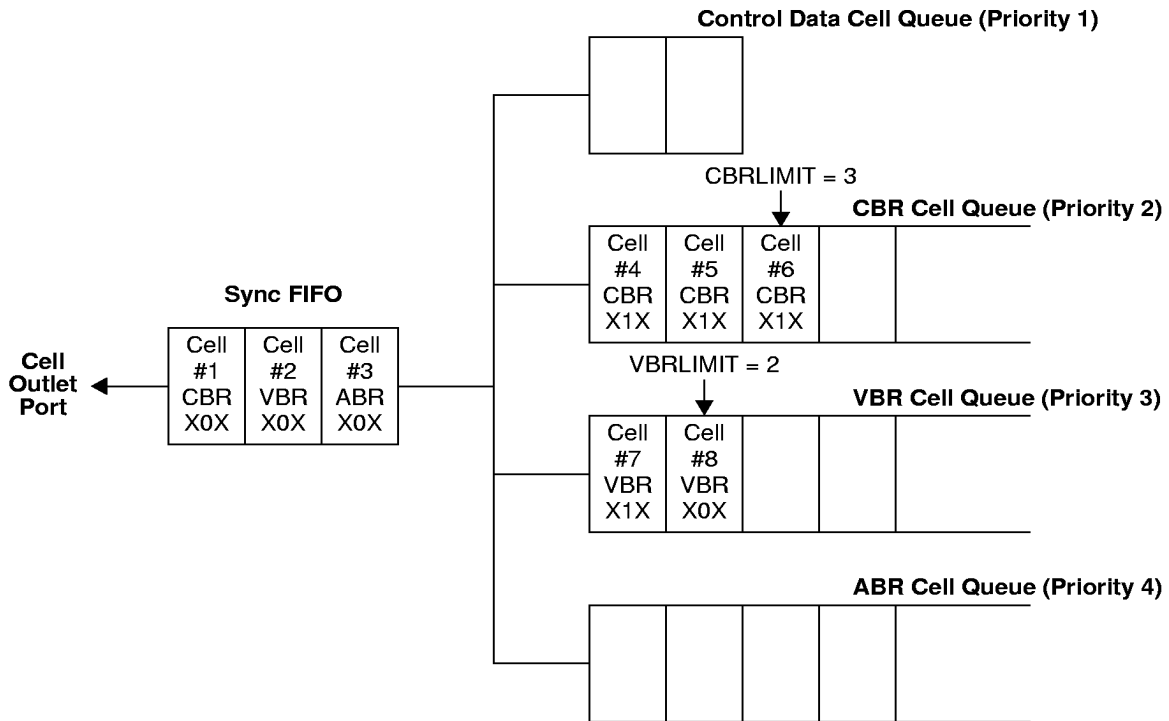 Control Data Cell Queue (Priority 1)
CBRLIMIT = 3
CBR Cell Queue (Priority 2)
Cell
#4
CBR
X1X
Cell
#5
CBR
X1X
Cell
#6
CBR
X1X
Sync FIFO
Cell
Outlet
Port
Cell
#1
CBR
X0X
Cell
#2
VBR
X0X
Cell
#3
ABR
X0X
VBRLIMIT = 2
VBR Cell Queue (Priority 3)
Cell
#7
VBR
X1X
Cell
#8
VBR
X0X
ABR Cell Queue (Priority 4)